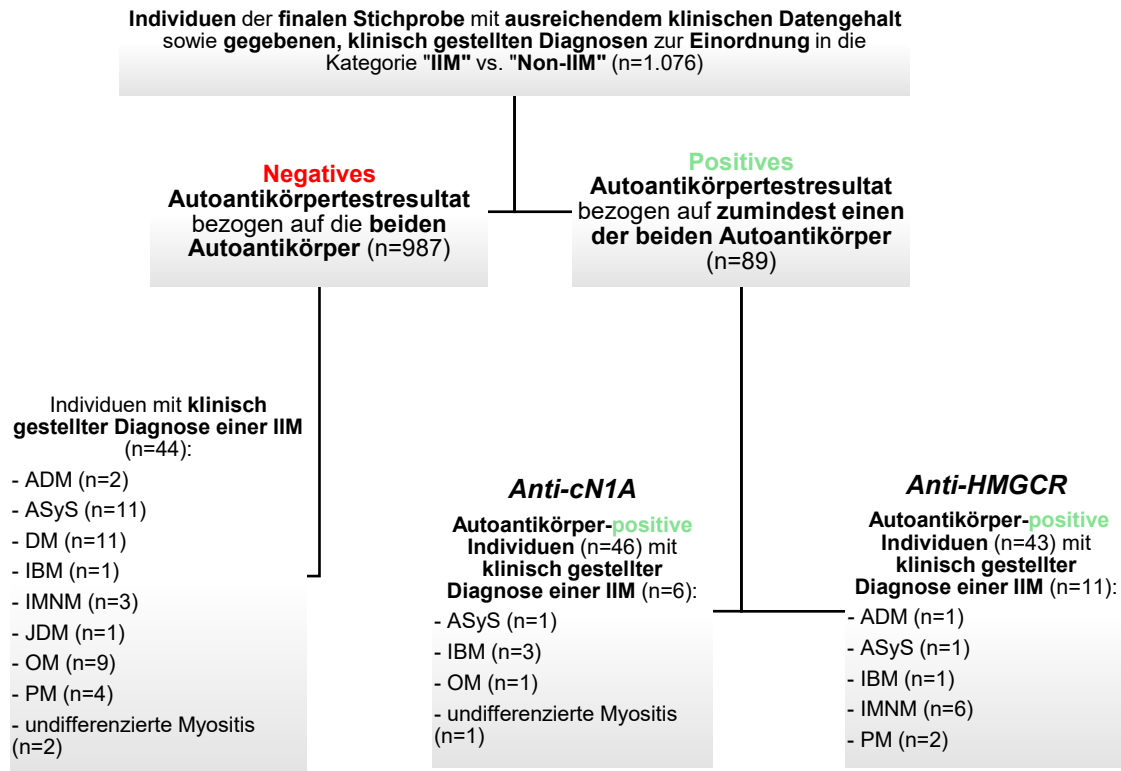 Individuen der finalen Stichprobe mit ausreichendem klinischen Datengehalt
sowie gegebenen, klinisch gestellten Diagnosen zur Einordnung in die
Kategorie "IIM" vs. "Non-IIM" (n=1.076)
Negatives
Autoantikörpertestresultat
bezogen auf die beiden
Autoantikörper (n=987)
Positives
Autoantikörpertestresultat
bezogen auf zumindest einen
der beiden Autoantikörper
(n=89)
Individuen mit klinisch
gestellter Diagnose einer IIM
(n=44):
- ADM (n=2)
- ASyS (n=11)
- DM (n=11)
- IBM (n=1)
- IMNM (n=3)
- JDM (n=1)
- OM (n=9)
- PM (n=4)
- undifferenzierte Myositis
(n=2)
Anti-cN1A
Autoantikörper-positive
Individuen (n=46) mit
klinisch gestellter
Diagnose einer IIM (n=6):
- ASyS (n=1)
- IBM (n=3)
- OM (n=1)
- undifferenzierte Myositis
(n=1)
Anti-HMGCR
Autoantikörper-positive
Individuen (n=43) mit
klinisch gestellter
Diagnose einer IIM (n=11):
- ADM (n=1)
- ASyS (n=1)
- IBM (n=1)
- IMNM (n=6)
- PM (n=2)